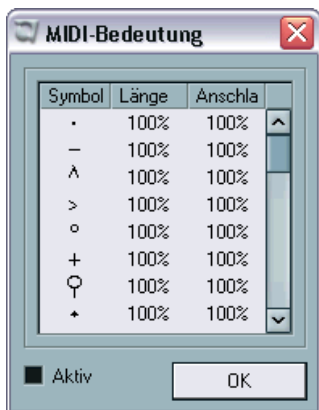 MIDI-Bedeutung
Symbol Länge Anschla
· 100% 100%
– 100% 100%
^ 100% 100%
> 100% 100%
° 100% 100%
+ 100% 100%
⚲ 100% 100%
100% 100%
Aktiv OK